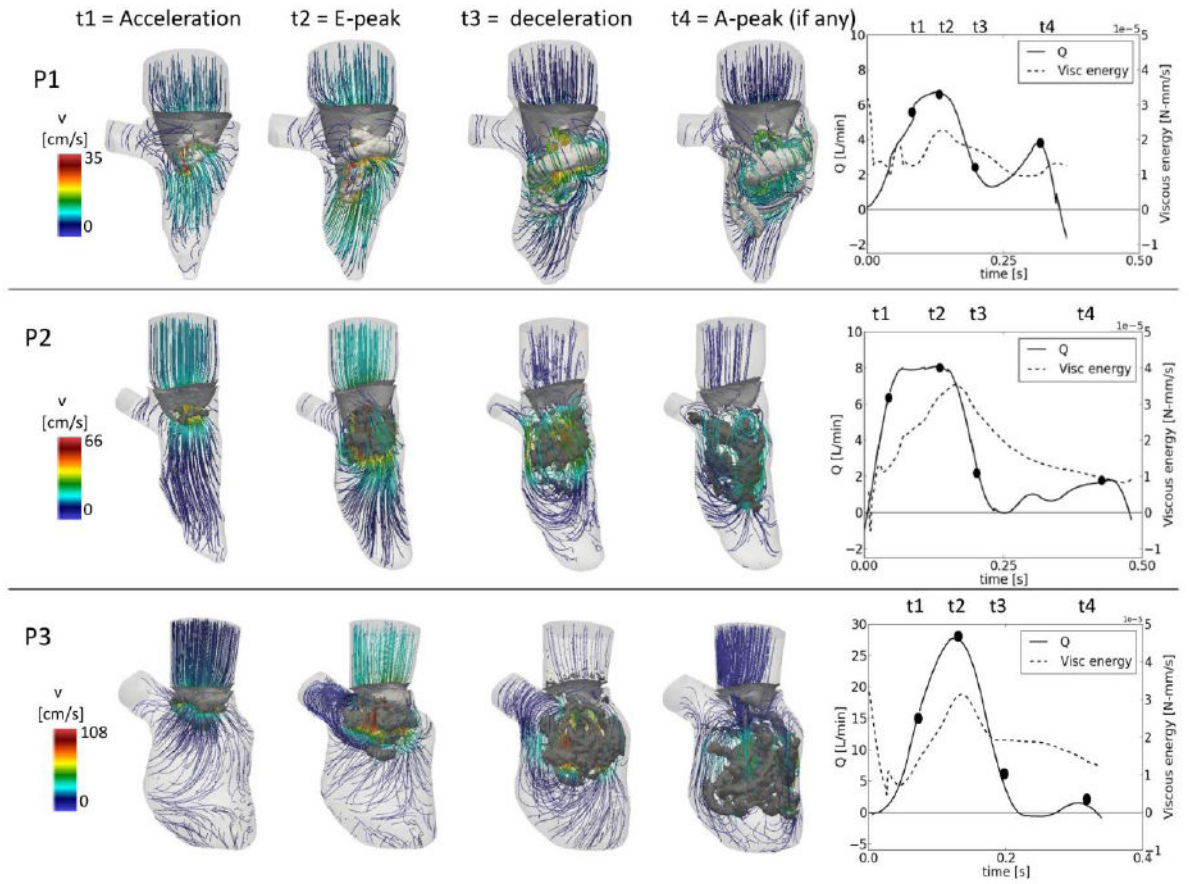 t1 = Acceleration t2 = E-peak t3 = deceleration t4 = A-peak (if any)
P1
v
[cm/s]
35
0
t1 t2 t3 t4
1e-5
10
8
6
4
2
0
−2
Q [L/min]
Q
Visc energy
5
4
3
2
1
0
−1
Viscous energy [N-mm/s]
0.00 0.25 0.50
time [s]
P2
v
[cm/s]
66
0
t1 t2 t3 t4
1e-5
10
8
6
4
2
0
−2
Q [L/min]
Q
Visc energy
5
4
3
2
1
0
−1
Viscous energy [N-mm/s]
0.00 0.25 0.50
time [s]
P3
v
[cm/s]
108
0
t1 t2 t3 t4
1e-5
30
25
20
15
10
5
0
−5
Q [L/min]
Q
Visc energy
5
4
3
2
1
0
−1
Viscous energy [N-mm/s]
0.0 0.2 0.4
time [s]